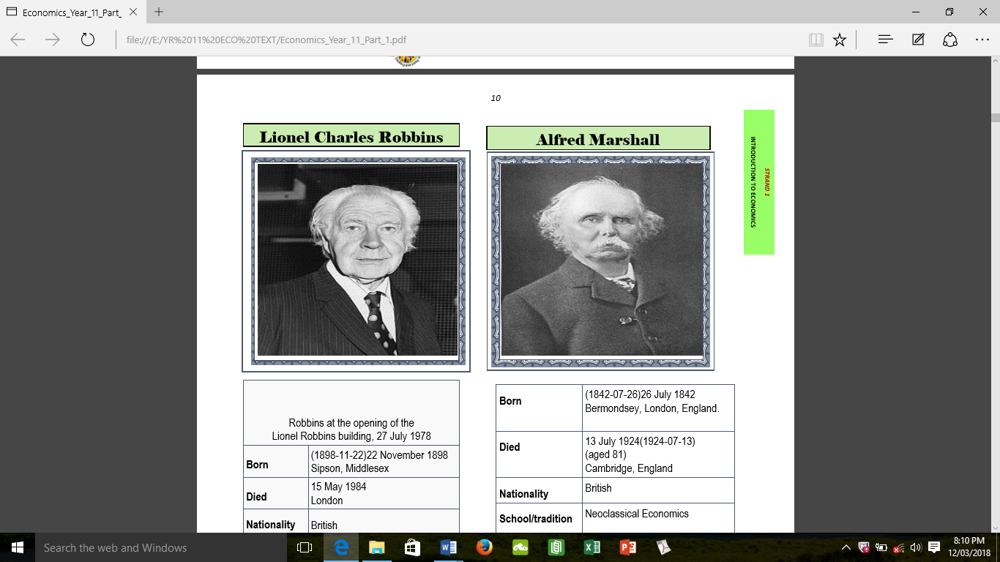 Economics_Year_11_Part_
file:///E:/YR%2011%20ECO%20TEXT/Economics_Year_11_Part_1.pdf
10
Lionel Charles Robbins
Alfred Marshall
STRAND 1
INTRODUCTION TO ECONOMICS
Robbins at the opening of the
Lionel Robbins building, 27 July 1978
Born
(1898-11-22)22 November 1898
Sipson, Middlesex
Died
15 May 1984
London
Nationality
British
Born
(1842-07-26)26 July 1842
Bermondsey, London, England.
Died
13 July 1924(1924-07-13)
(aged 81)
Cambridge, England
Nationality
British
School/tradition
Neoclassical Economics
Search the web and Windows
8:10 PM
12/03/2018